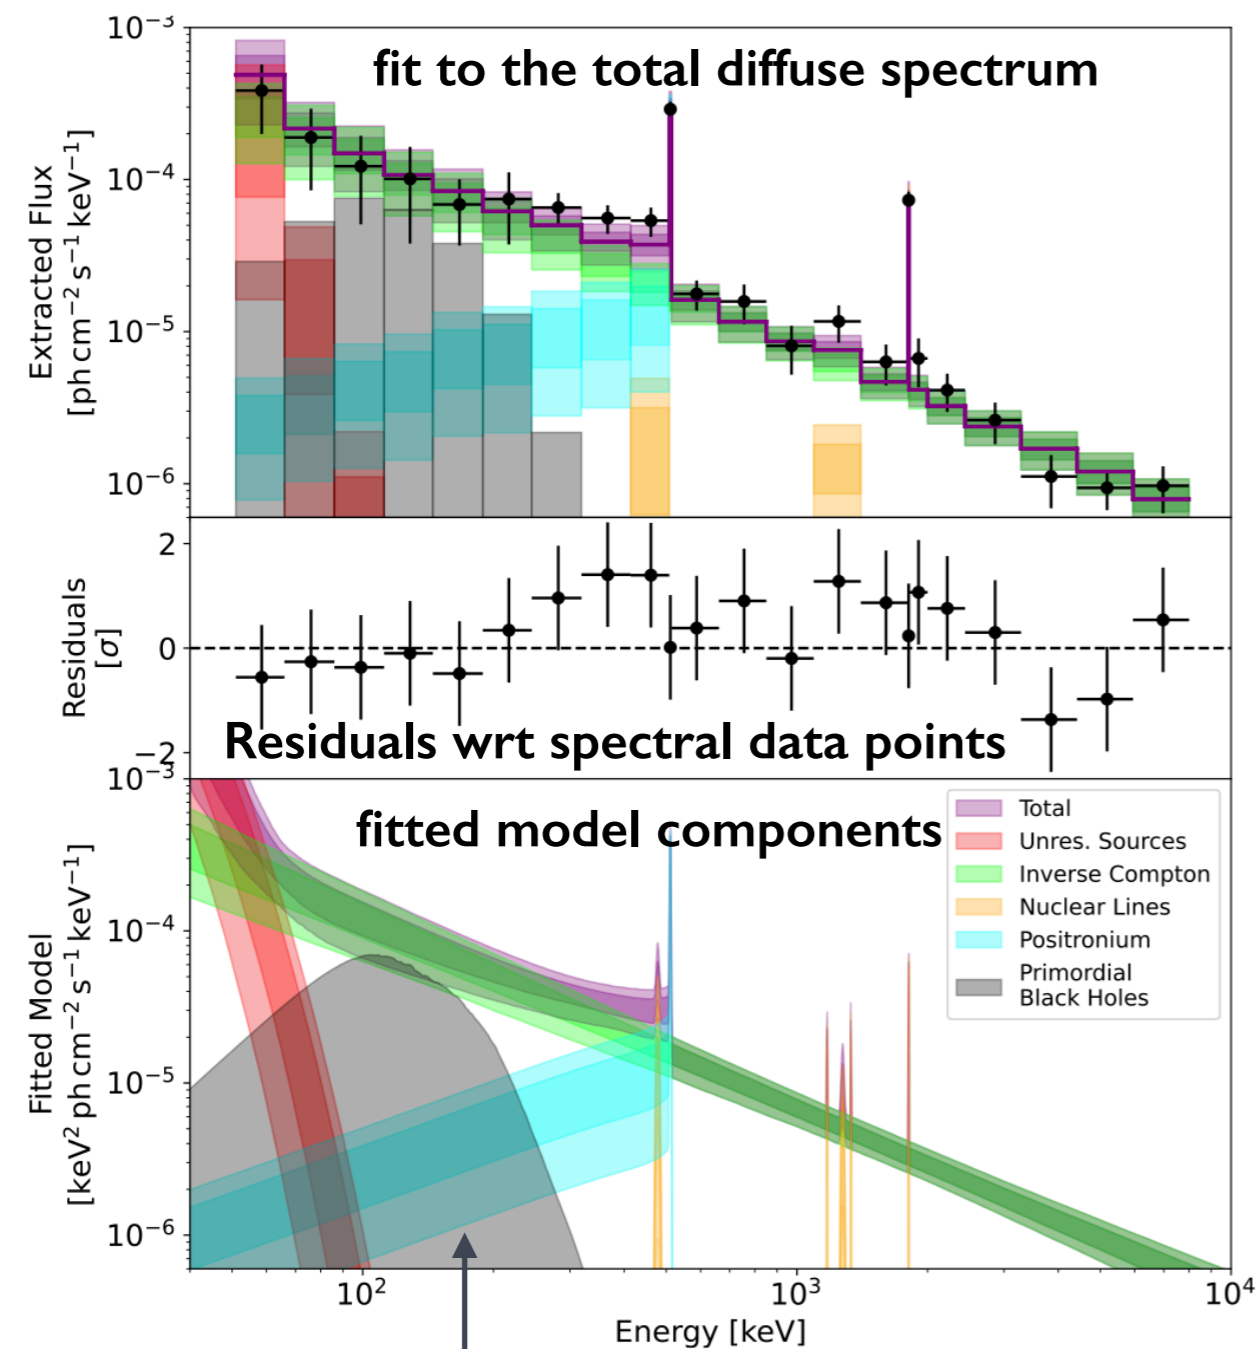 fit to the total diffuse spectrum
10⁻³
10⁻⁴
10⁻⁵
10⁻⁶
Extracted Flux
[ph cm⁻² s⁻¹ keV⁻¹]
2
0
−2
Residuals
[σ]
Residuals wrt spectral data points
fitted model components
10⁻³
10⁻⁴
10⁻⁵
10⁻⁶
Fitted Model
[keV² ph cm⁻² s⁻¹ keV⁻¹]
Total
Unres. Sources
Inverse Compton
Nuclear Lines
Positronium
Primordial
Black Holes
10²
10³
10⁴
Energy [keV]